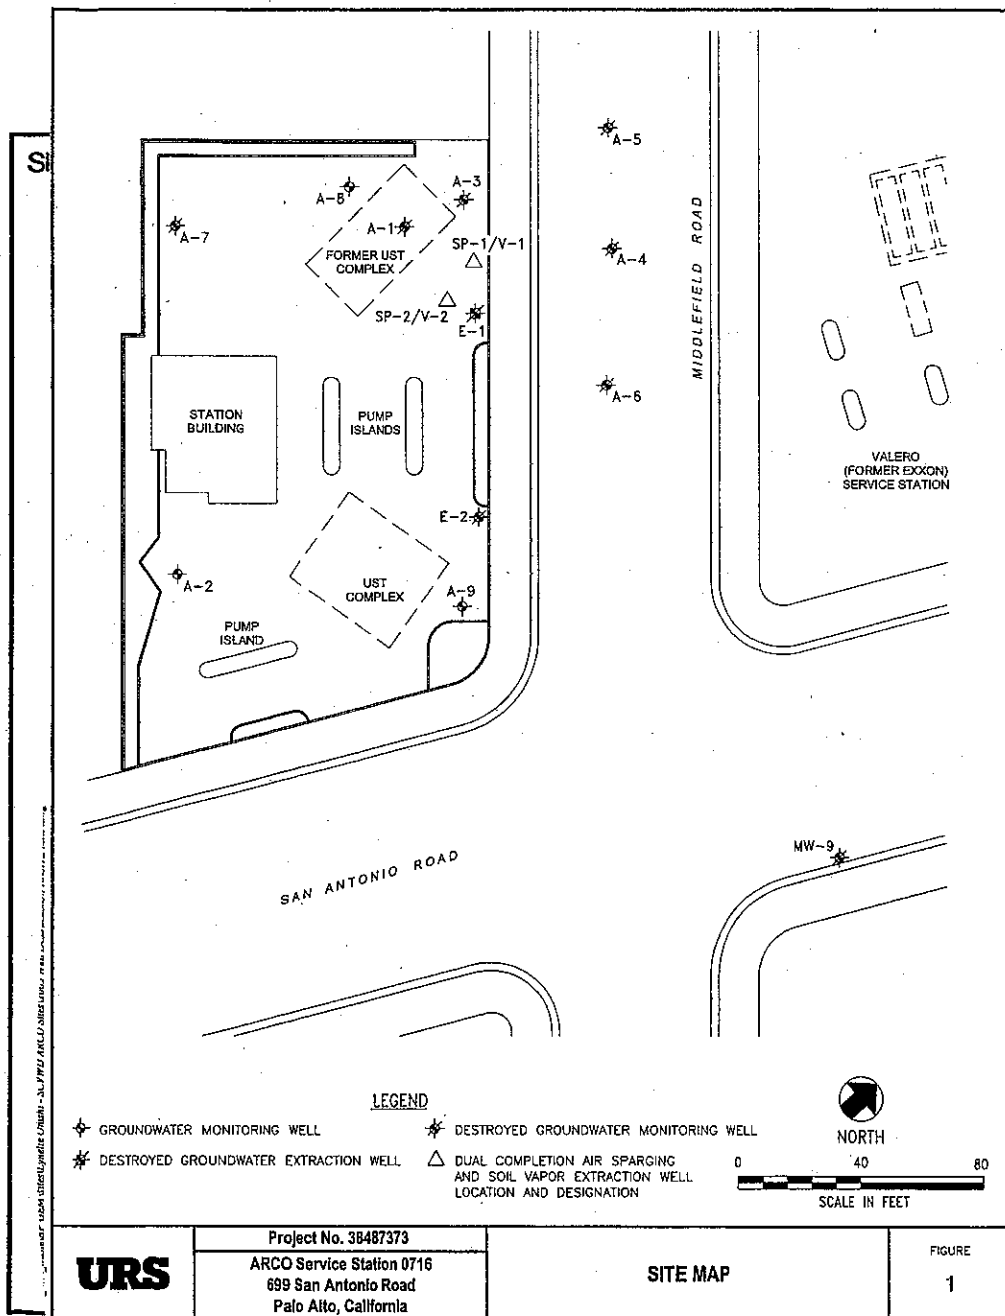 SI
A-5
A-8
A-3
A-7
A-1
SP-1/V-1
FORMER UST
COMPLEX
A-4
MIDDLEFIELD ROAD
SP-2/V-2
E-1
A-6
STATION
BUILDING
PUMP
ISLANDS
VALERO
(FORMER EXXON)
SERVICE STATION
E-2
A-2
UST
COMPLEX
A-9
PUMP
ISLAND
MW-9
SAN ANTONIO ROAD
LEGEND
GROUNDWATER MONITORING WELL
DESTROYED GROUNDWATER EXTRACTION WELL
DESTROYED GROUNDWATER MONITORING WELL
DUAL COMPLETION AIR SPARGING
AND SOIL VAPOR EXTRACTION WELL
LOCATION AND DESIGNATION
NORTH
0 40 80
SCALE IN FEET
URS
Project No. 38487373
ARCO Service Station 0716
699 San Antonio Road
Palo Alto, California
SITE MAP
FIGURE
1